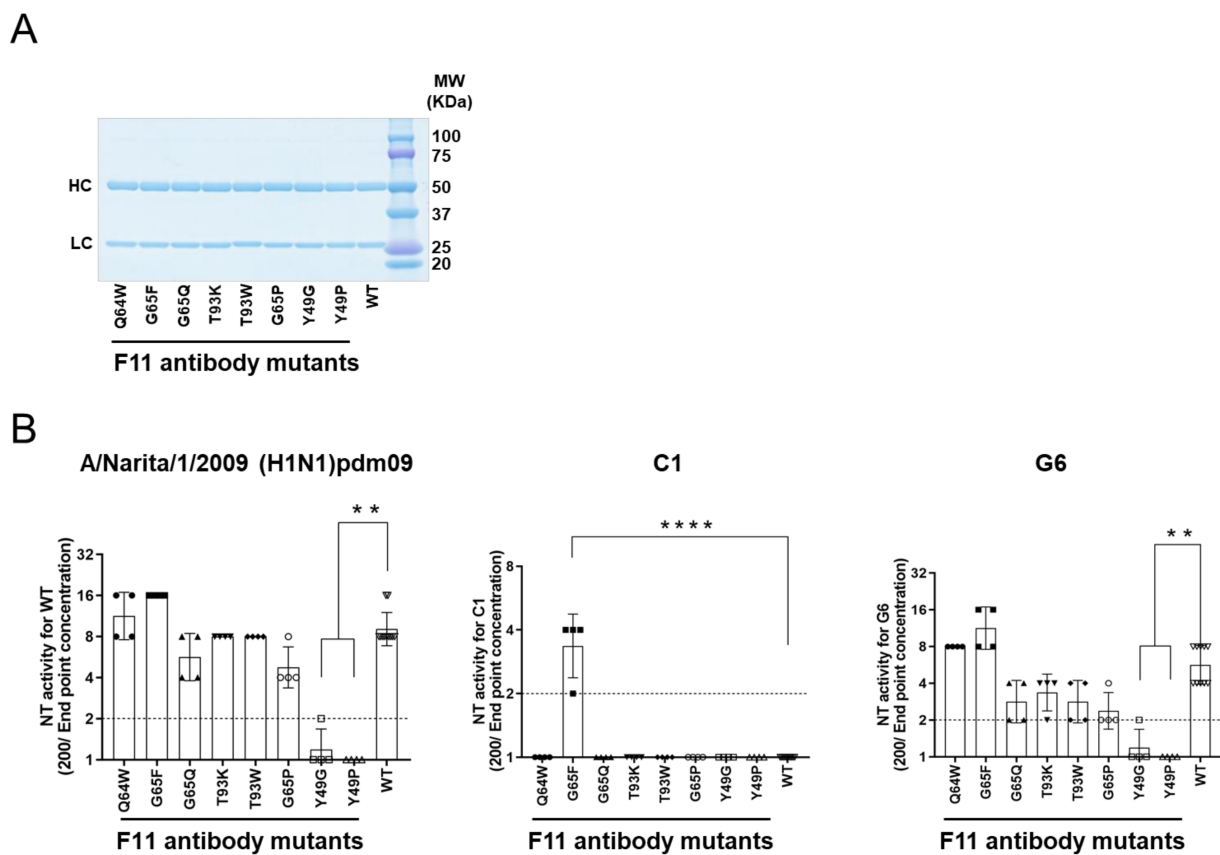 A
MW
(KDa)
100
75
HC
50
37
LC
25
20
Q64W
G65F
G65Q
T93K
T93W
G65P
Y49G
Y49P
WT
F11 antibody mutants
B
A/Narita/1/2009 (H1N1)pdm09
NT activity for WT
(200/ End point concentration)
32
16
8
4
2
1
* *
Q64W
G65F
G65Q
T93K
T93W
G65P
Y49G
Y49P
WT
F11 antibody mutants
C1
NT activity for C1
(200/ End point concentration)
8
4
2
1
* * * *
Q64W
G65F
G65Q
T93K
T93W
G65P
Y49G
Y49P
WT
F11 antibody mutants
G6
NT activity for G6
(200/ End point concentration)
32
16
8
4
2
1
* *
Q64W
G65F
G65Q
T93K
T93W
G65P
Y49G
Y49P
WT
F11 antibody mutants